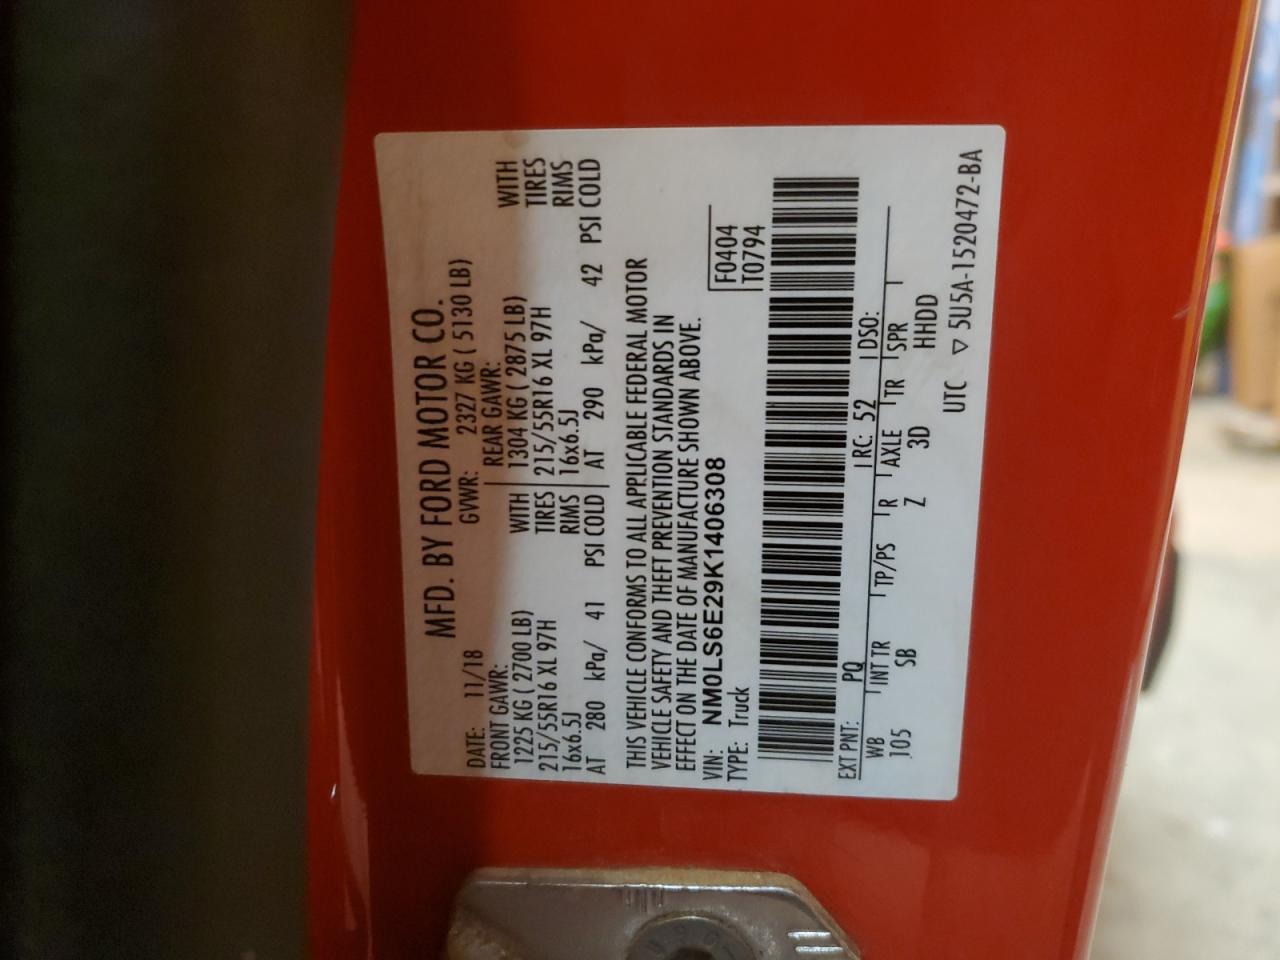 MFD. BY FORD MOTOR CO.
DATE: 11/18 GVWR: 2327 KG ( 5130 LB)
FRONT GAWR: REAR GAWR:
1225 KG ( 2700 LB) WITH 1304 KG ( 2875 LB) WITH
215/55R16 XL 97H TIRES 215/55R16 XL 97H TIRES
16x6.5J RIMS 16x6.5J RIMS
AT 280 kPa/ 41 PSI COLD AT 290 kPa/ 42 PSI COLD
THIS VEHICLE CONFORMS TO ALL APPLICABLE FEDERAL MOTOR
VEHICLE SAFETY AND THEFT PREVENTION STANDARDS IN
EFFECT ON THE DATE OF MANUFACTURE SHOWN ABOVE.
VIN: NM0LS6E29K1406308 F0404
TYPE: Truck T0794
EXT PNT: PQ RC: 52 DSO:
WB INT TR TP/PS R AXLE TR SPR
105 SB Z 3D HHDD
UTC ▽ 5U5A-1520472-BA